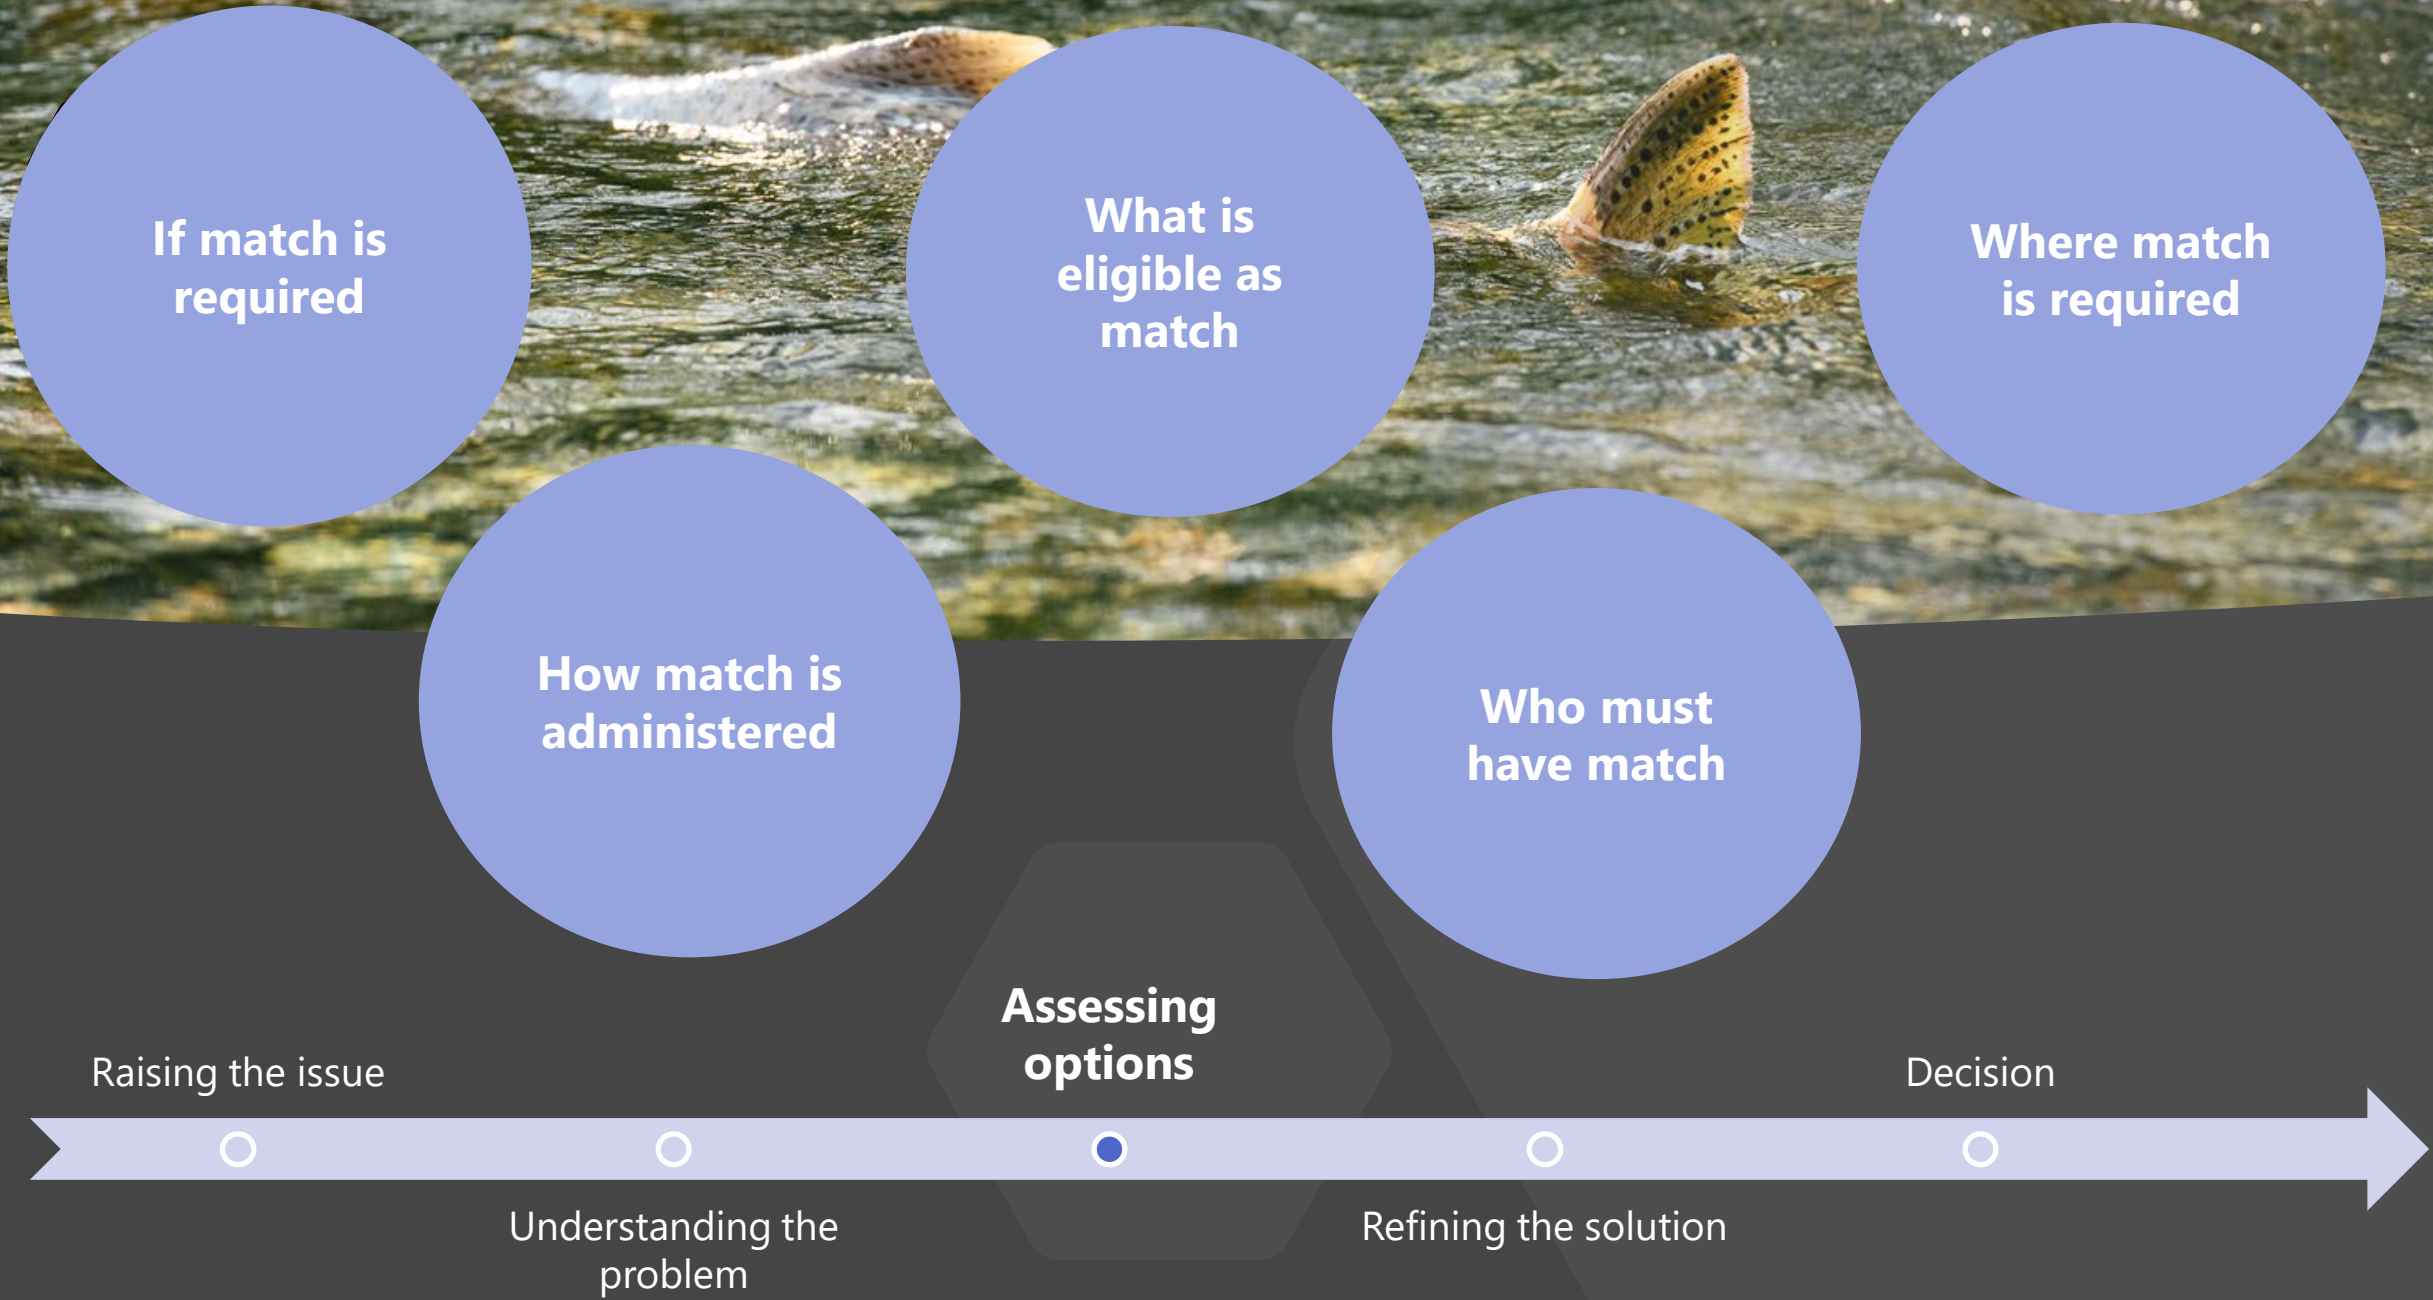 If match is
required
What is
eligible as
match
Where match
is required
How match is
administered
Who must
have match
Assessing
options
Raising the issue
Decision
Understanding the
problem
Refining the solution